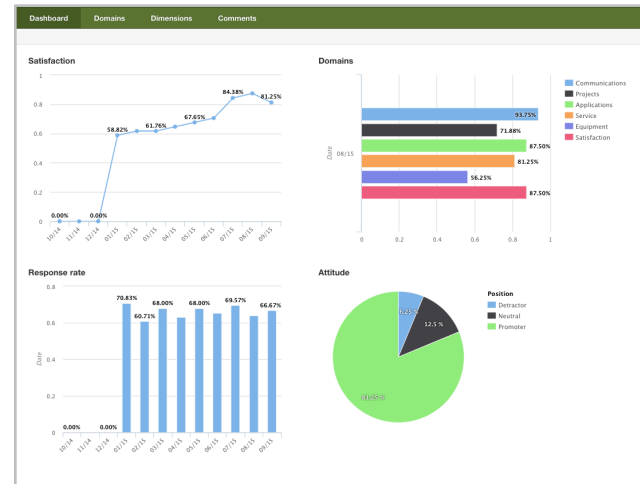 Dashboard Domains Dimensions Comments
Satisfaction
1
0.8
0.6
0.4
0.2
0
0.00%
0.00%
58.82%
61.76%
67.65%
84.38%
81.25%
10/14 11/14 12/14 01/15 02/15 03/15 04/15 05/15 06/15 07/15 08/15 09/15
Domains
Date
08/15
93.75%
71.88%
87.50%
81.25%
56.25%
87.50%
0 0.2 0.4 0.6 0.8 1
Communications
Projects
Applications
Service
Equipment
Satisfaction
Response rate
Date
0.8
0.6
0.4
0.2
0
0.00%
0.00%
70.83%
60.71%
68.00%
68.00%
69.57%
66.67%
10/14 11/14 12/14 01/15 02/15 03/15 04/15 05/15 06/15 07/15 08/15 09/15
Attitude
6.25 %
12.5 %
81.25 %
Position
Detractor
Neutral
Promoter